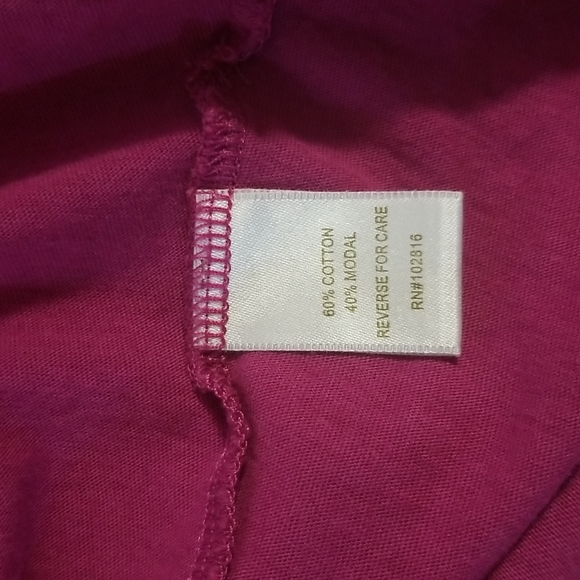 60% COTTON
40% MODAL
REVERSE FOR CARE
RN#102816